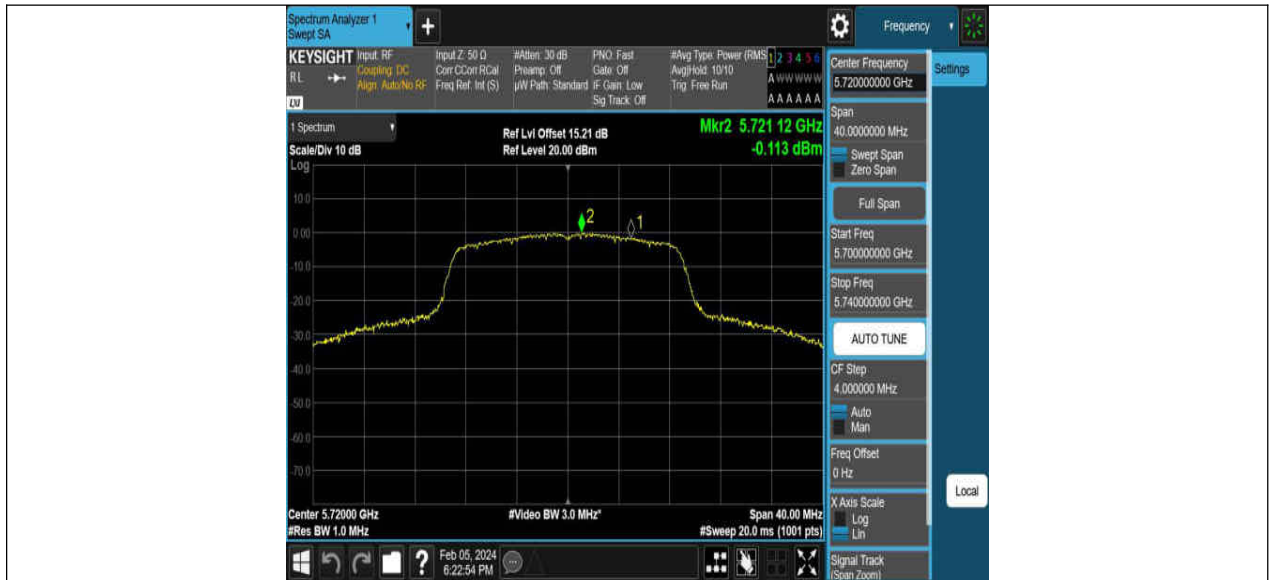 Spectrum Analyzer 1
Swept SA
+
Frequency
KEYSIGHT
RL
LXI
Input: RF
Coupling: DC
Align: Auto/No RF
Input Z: 50 Ω
Corr CCorr RCal
Freq Ref: Int (S)
#Atten: 30 dB
Preamp: Off
µW Path: Standard
PNO: Fast
Gate: Off
IF Gain: Low
Sig Track: Off
#Avg Type: Power (RMS
Avg|Hold: 10/10
Trig: Free Run
1 2 3 4 5 6
A W W W W W
A A A A A A
1 Spectrum
Scale/Div 10 dB
Log
Ref Lvl Offset 15.21 dB
Ref Level 20.00 dBm
Mkr2 5.721 12 GHz
-0.113 dBm
10.0
0.00
-10.0
-20.0
-30.0
-40.0
-50.0
-60.0
-70.0
2
1
Center 5.72000 GHz
#Res BW 1.0 MHz
#Video BW 3.0 MHz*
Span 40.00 MHz
#Sweep 20.0 ms (1001 pts)
?
Feb 05, 2024
6:22:54 PM
Center Frequency
5.720000000 GHz
Settings
Span
40.0000000 MHz
Swept Span
Zero Span
Full Span
Start Freq
5.700000000 GHz
Stop Freq
5.740000000 GHz
AUTO TUNE
CF Step
4.000000 MHz
Auto
Man
Freq Offset
0 Hz
X Axis Scale
Log
Lin
Local
Signal Track
(Span Zoom)